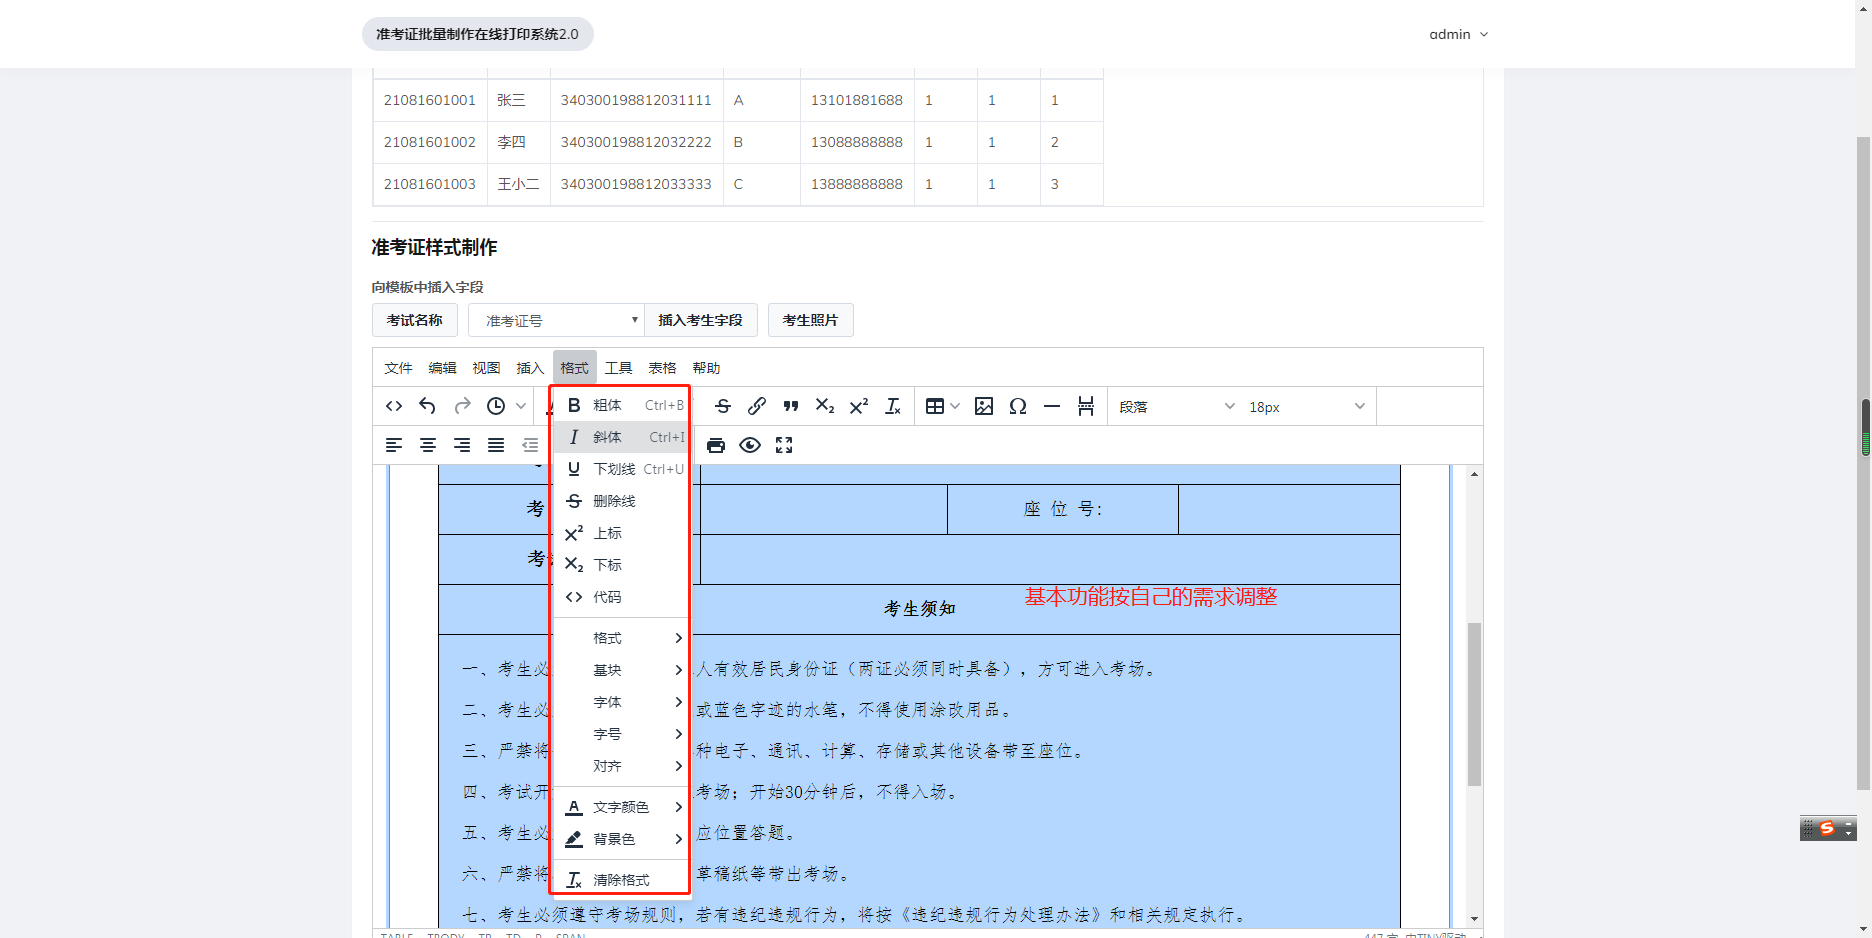 准考证批量制作在线打印系统2.0
admin
21081601001 张三 340300198812031111 A 13101881688 1 1 1
21081601002 李四 340300198812032222 B 13088888888 1 1 2
21081601003 王小二 340300198812033333 C 13888888888 1 1 3
准考证样式制作
向模板中插入字段
考试名称 准考证号 插入考生字段 考生照片
文件 编辑 视图 插入 格式 工具 表格 帮助
段落 18px
粗体 Ctrl+B
斜体 Ctrl+I
下划线 Ctrl+U
删除线
上标
下标
代码
格式
基块
字体
字号
对齐
文字颜色
背景色
清除格式
考 座 位 号：
考
考生须知
基本功能按自己的需求调整
一、考生必 人有效居民身份证（两证必须同时具备），方可进入考场。
二、考生必 或蓝色字迹的水笔，不得使用涂改用品。
三、严禁将 种电子、通讯、计算、存储或其他设备带至座位。
四、考试开 考场；开始30分钟后，不得入场。
五、考生必 应位置答题。
六、严禁将 草稿纸等带出考场。
七、考生必须遵守考场规则，若有违纪违规行为，将按《违纪违规行为处理办法》和相关规定执行。
TABLE TBODY TR TD P SPAN
447 字 由TINY驱动